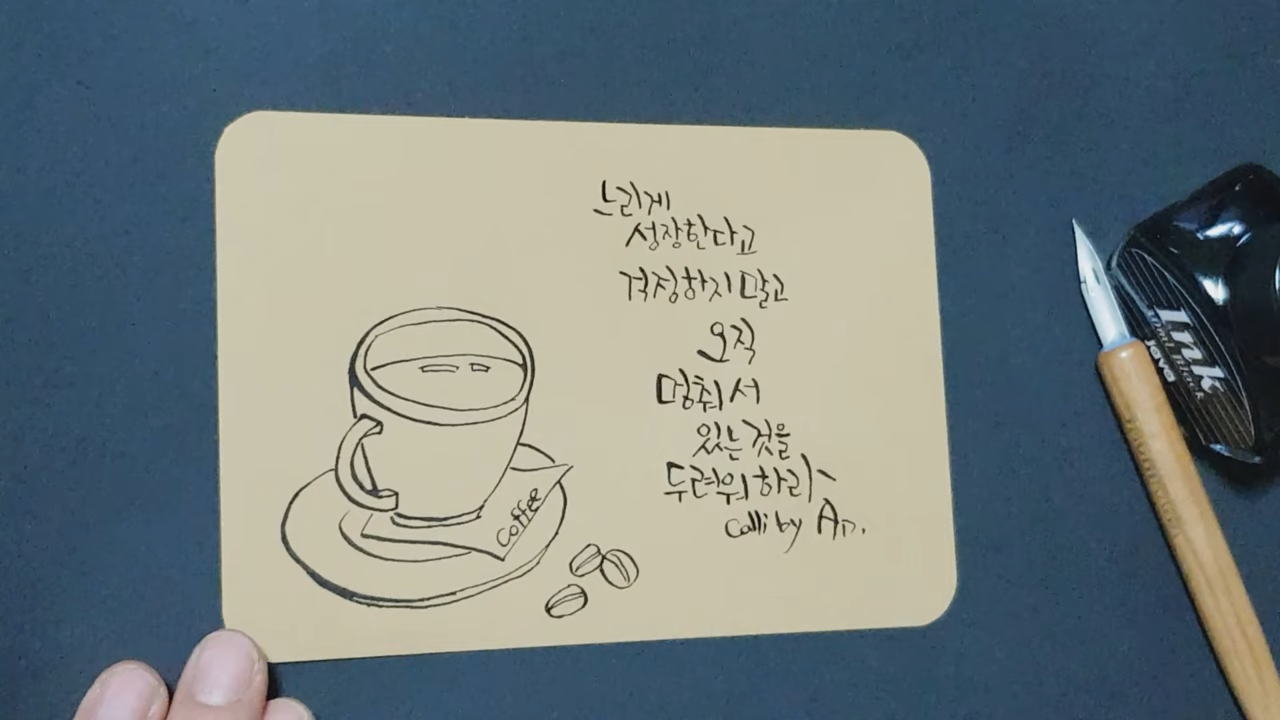 느리게
성장한다고
걱정하지 말고
오직
멈춰서
있는 것을
두려워하라
Calli by An.
Coffee
Ink
Java